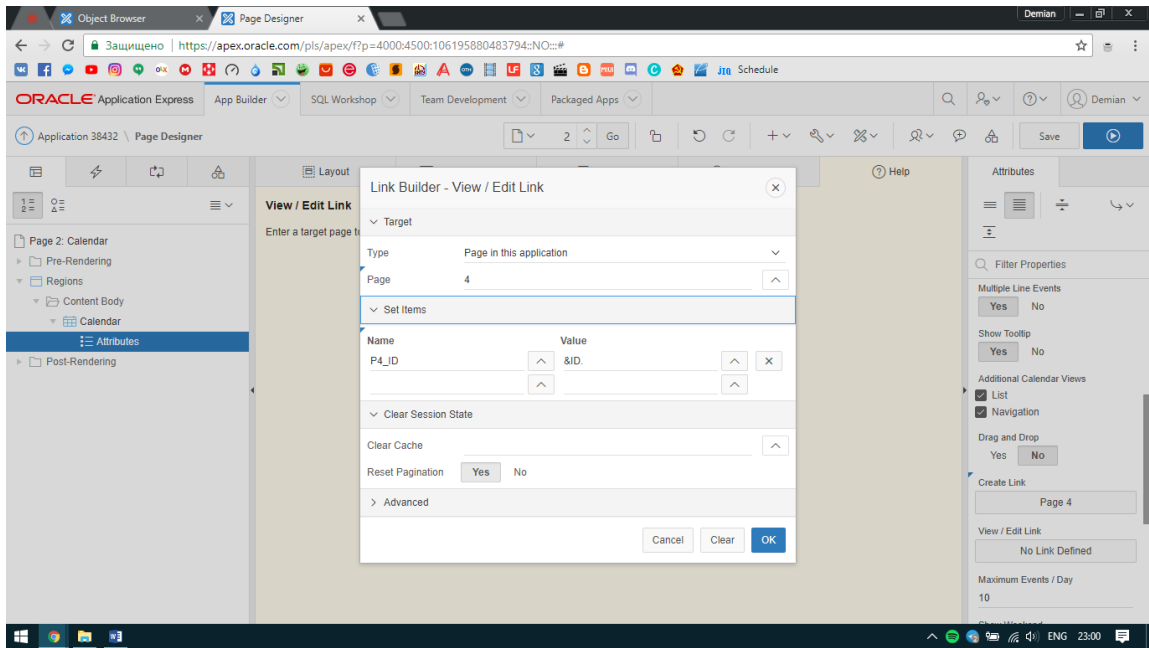 Object Browser
Page Designer
Demian
Защищено https://apex.oracle.com/pls/apex/f?p=4000:4500:106195880483794::NO:::#
Schedule
ORACLE Application Express
App Builder
SQL Workshop
Team Development
Packaged Apps
Demian
Application 38432 \ Page Designer
2
Go
Save
Layout
Help
Attributes
View / Edit Link
Enter a target page t
Page 2: Calendar
Pre-Rendering
Regions
Content Body
Calendar
Attributes
Post-Rendering
Link Builder - View / Edit Link
Target
Type Page in this application
Page 4
Set Items
Name Value
P4_ID &ID.
Clear Session State
Clear Cache
Reset Pagination Yes No
Advanced
Cancel Clear OK
Filter Properties
Multiple Line Events
Yes No
Show Tooltip
Yes No
Additional Calendar Views
List
Navigation
Drag and Drop
Yes No
Create Link
Page 4
View / Edit Link
No Link Defined
Maximum Events / Day
10
ENG 23:00